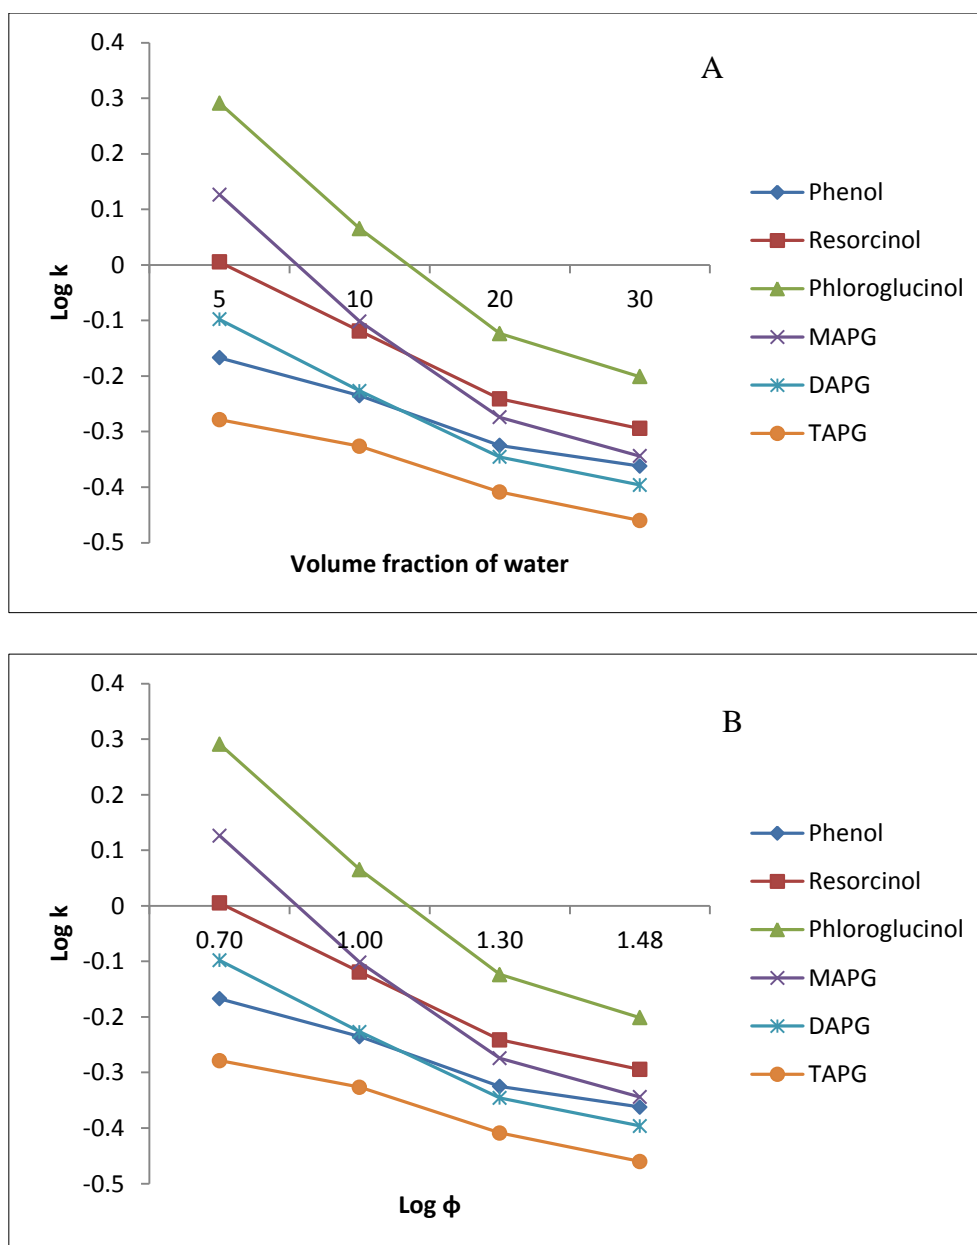 A
0.4
0.3
0.2
0.1
0
-0.1
-0.2
-0.3
-0.4
-0.5
Log k
5 10 20 30
Volume fraction of water
Phenol
Resorcinol
Phloroglucinol
MAPG
DAPG
TAPG
B
0.4
0.3
0.2
0.1
0
-0.1
-0.2
-0.3
-0.4
-0.5
Log k
0.70 1.00 1.30 1.48
Log ϕ
Phenol
Resorcinol
Phloroglucinol
MAPG
DAPG
TAPG